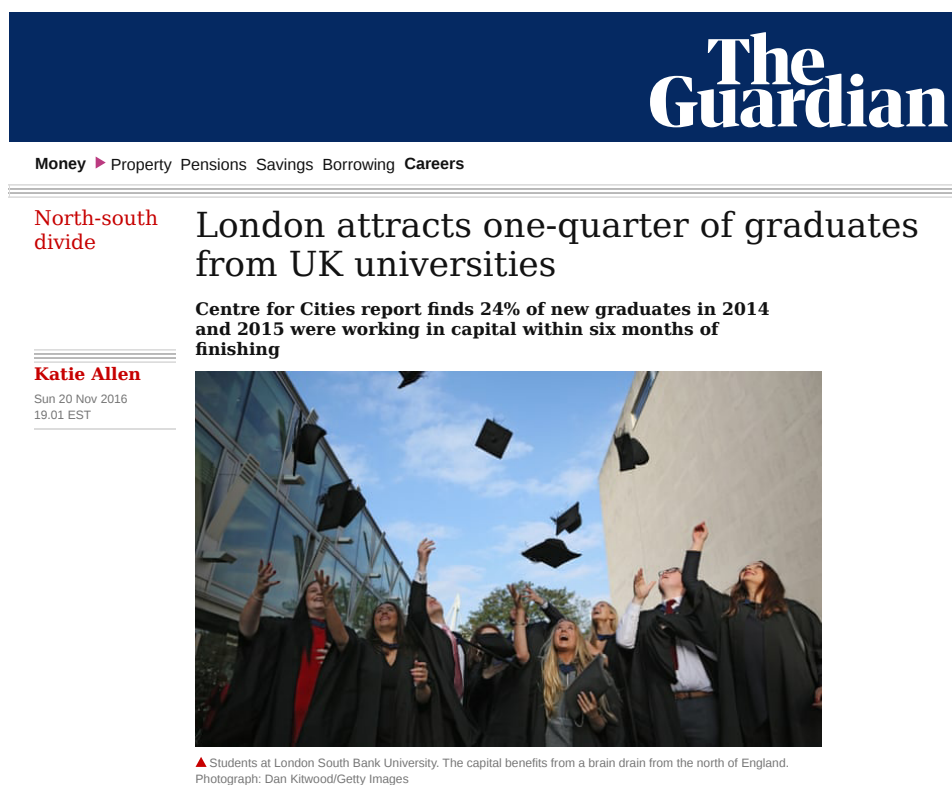 The
Guardian
Money Property Pensions Savings Borrowing Careers
North-south
divide
London attracts one-quarter of graduates
from UK universities
Centre for Cities report finds 24% of new graduates in 2014
and 2015 were working in capital within six months of
finishing
Katie Allen
Sun 20 Nov 2016
19.01 EST
Students at London South Bank University. The capital benefits from a brain drain from the north of England.
Photograph: Dan Kitwood/Getty Images